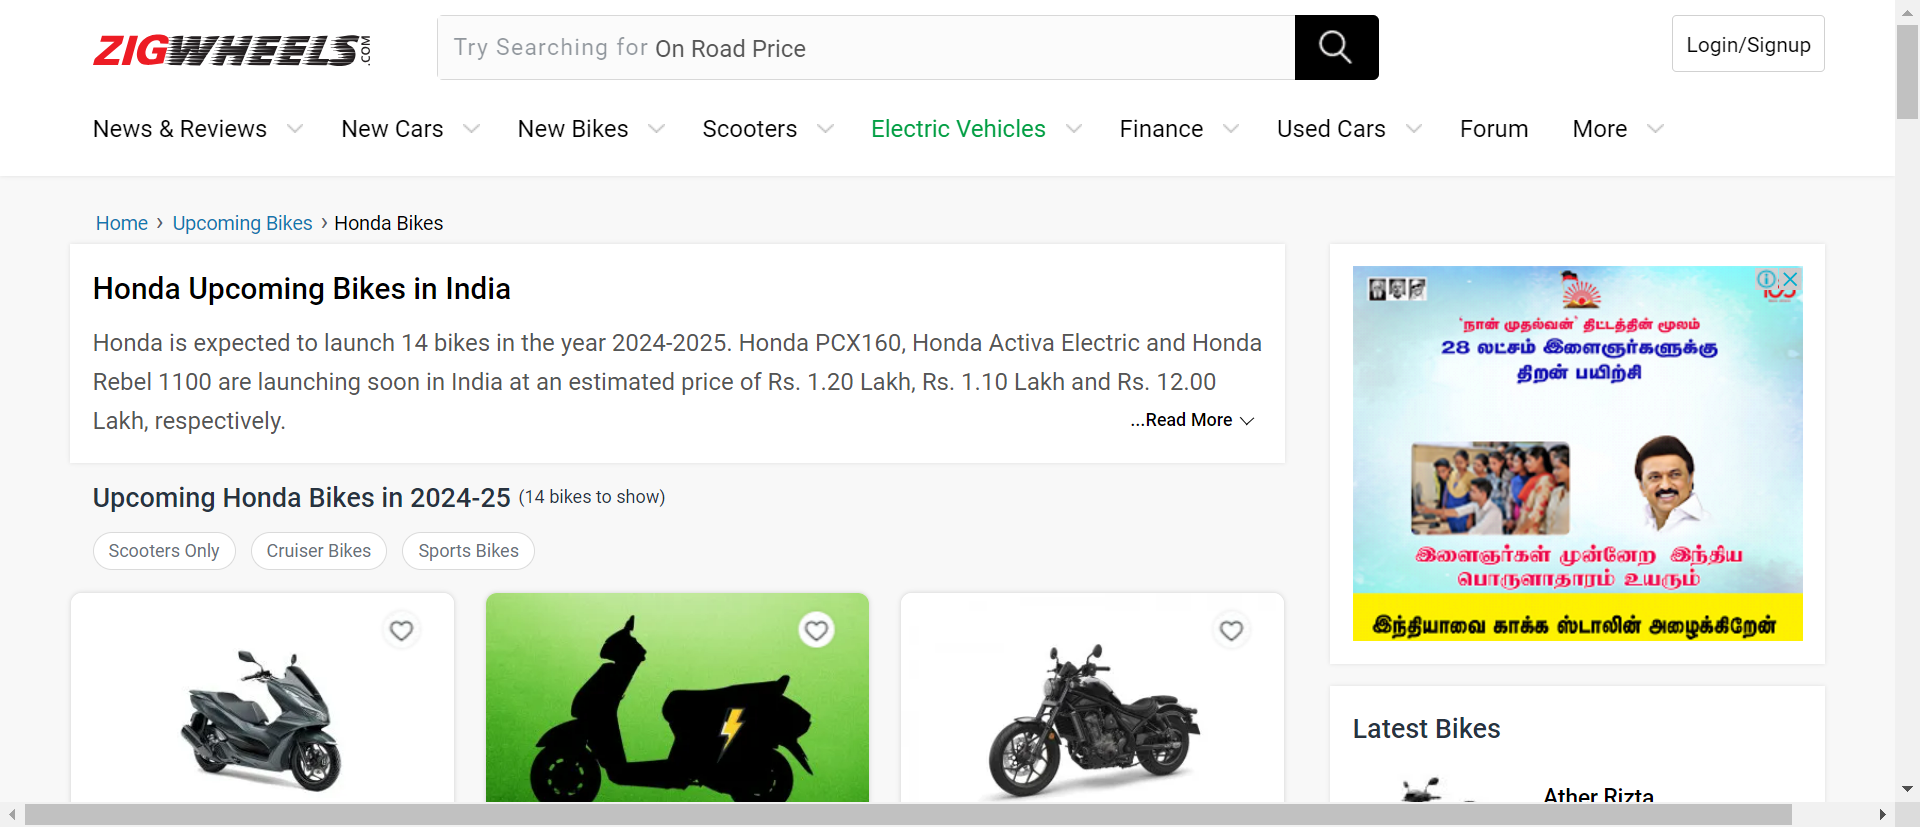 ZIGWHEELS.COM
Try Searching for On Road Price
Login/Signup
News & Reviews
New Cars
New Bikes
Scooters
Electric Vehicles
Finance
Used Cars
Forum
More
Home › Upcoming Bikes › Honda Bikes
Honda Upcoming Bikes in India
Honda is expected to launch 14 bikes in the year 2024-2025. Honda PCX160, Honda Activa Electric and Honda
Rebel 1100 are launching soon in India at an estimated price of Rs. 1.20 Lakh, Rs. 1.10 Lakh and Rs. 12.00
Lakh, respectively.
...Read More
Upcoming Honda Bikes in 2024-25 (14 bikes to show)
Scooters Only
Cruiser Bikes
Sports Bikes
'நான் முதல்வன்' திட்டத்தின் மூலம்
28 லட்சம் இளைஞர்களுக்கு
திறன் பயிற்சி
இளைஞர்கள் முன்னேற இந்திய
பொருளாதாரம் உயரும்
இந்தியாவை காக்க ஸ்டாலின் அழைக்கிறேன்
Latest Bikes
Ather Rizta